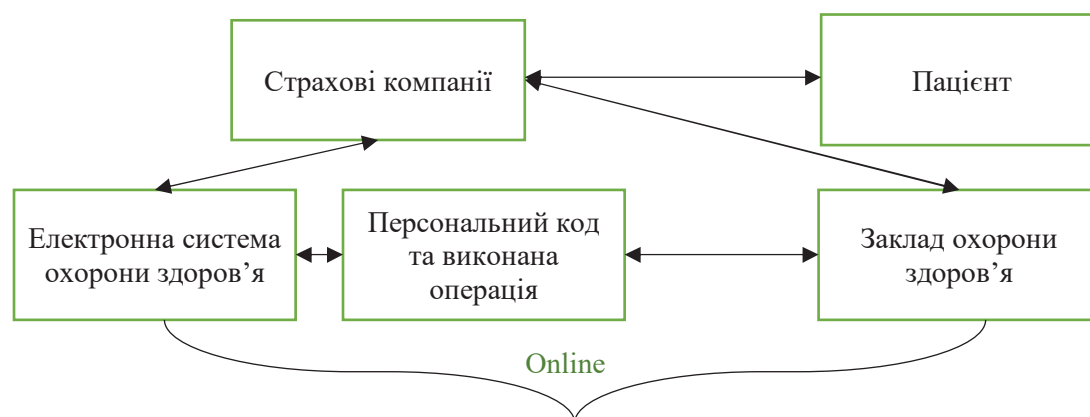 Страхові компанії
Пацієнт
Електронна система
охорони здоров’я
Персональний код
та виконана
операція
Заклад охорони
здоров’я
Online